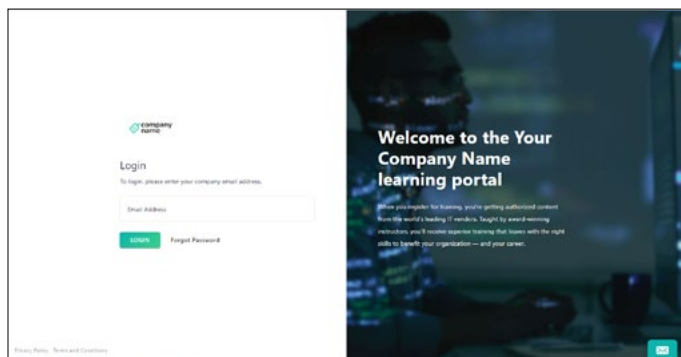 company
name
Login
To login, please enter your company email address.
Email Address
LOGIN
Forgot Password
Privacy Policy
Terms and Conditions
Welcome to the Your
Company Name
learning portal
When you register for training, you're getting authorized content
from the world's leading IT vendors. Taught by award-winning
instructors, you'll receive superior training that leaves with the right
skills to benefit your organization — and your career.